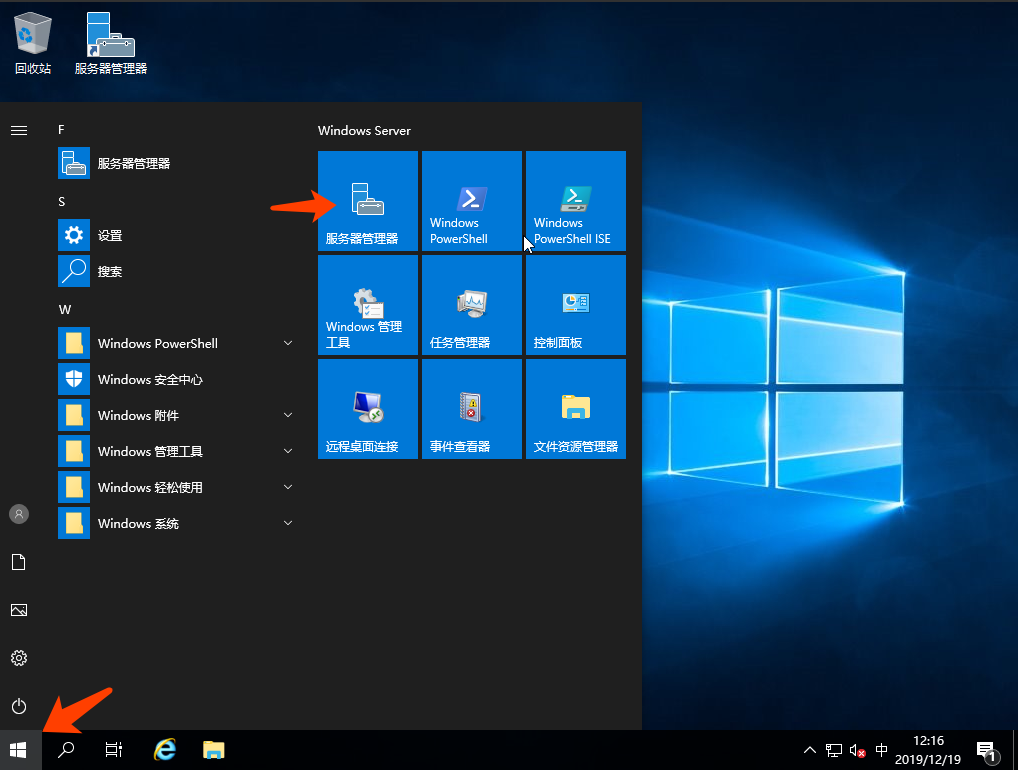 回收站
服务器管理器
F
服务器管理器
S
设置
搜索
W
Windows PowerShell
Windows 安全中心
Windows 附件
Windows 管理工具
Windows 轻松使用
Windows 系统
Windows Server
服务器管理器
Windows
PowerShell
Windows
PowerShell ISE
Windows 管理
工具
任务管理器
控制面板
远程桌面连接
事件查看器
文件资源管理器
中
12:16
2019/12/19
1